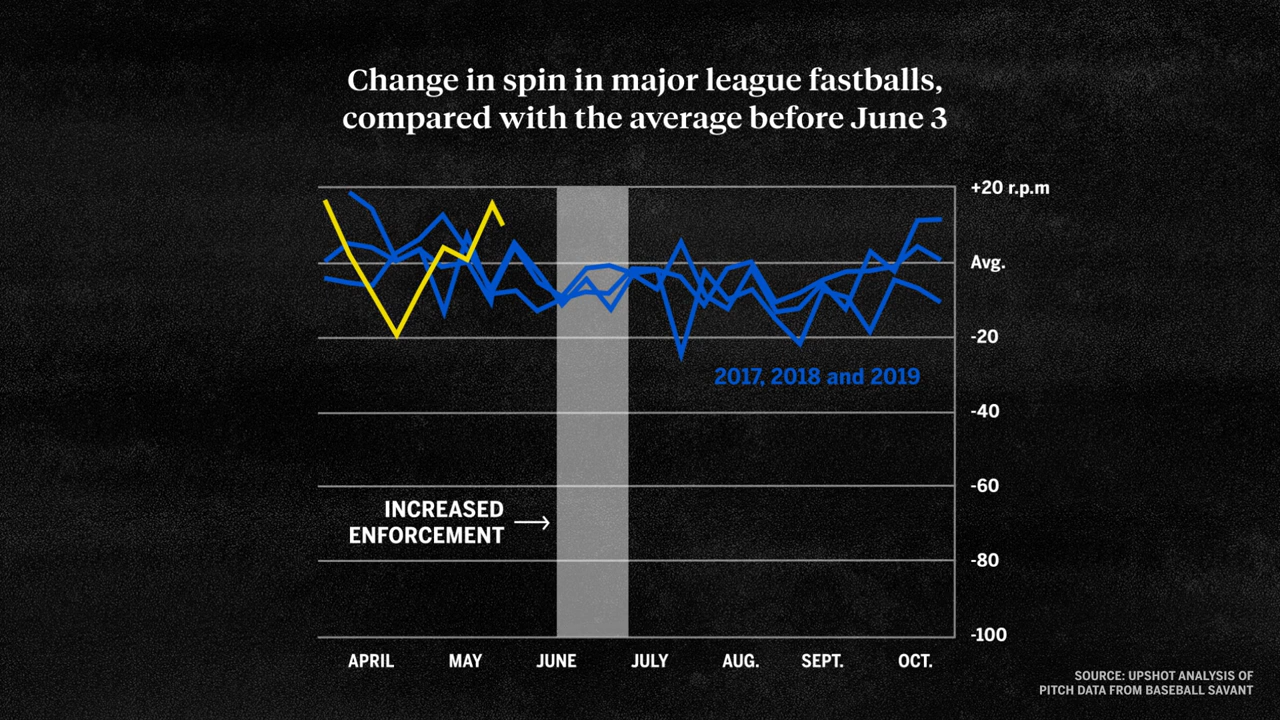 Change in spin in major league fastballs,
compared with the average before June 3
+20 r.p.m
Avg.
-20
2017, 2018 and 2019
-40
-60
INCREASED
ENFORCEMENT
-80
-100
APRIL MAY JUNE JULY AUG. SEPT. OCT.
SOURCE: UPSHOT ANALYSIS OF
PITCH DATA FROM BASEBALL SAVANT